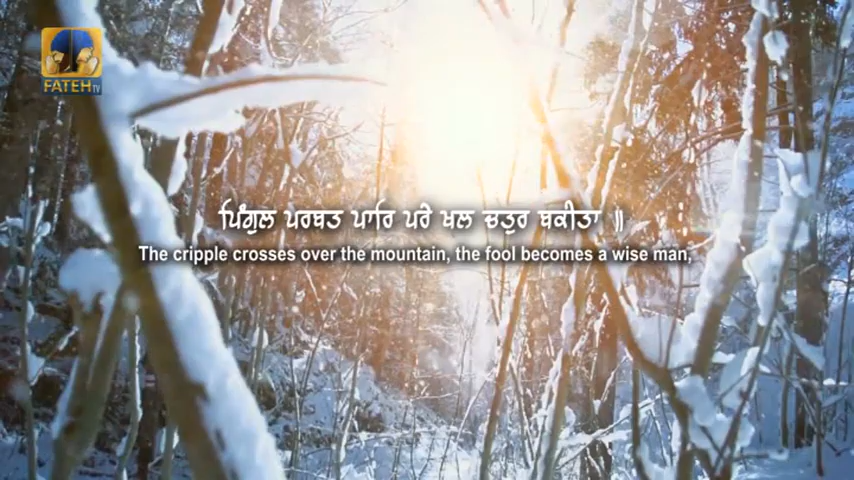 FATEH TV
ਪਿੰਗੁਲ ਪਰਬਤ ਪਾਰਿ ਪਰੇ ਖਲ ਚਤੁਰ ਬਕੀਤਾ ॥
The cripple crosses over the mountain, the fool becomes a wise man,